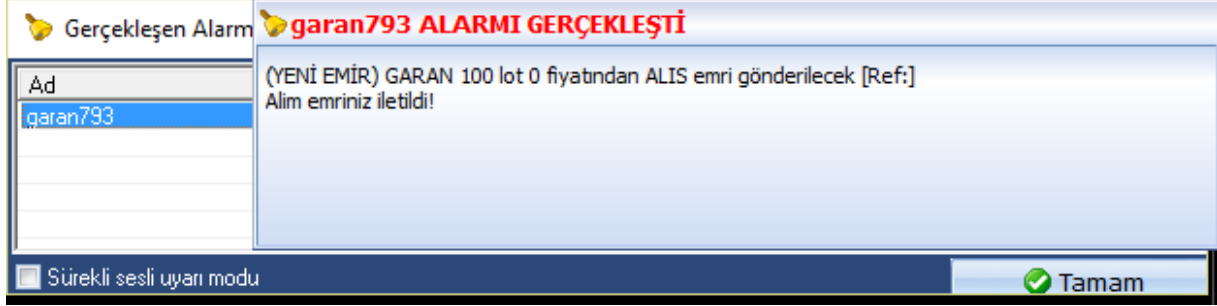 Gerçekleşen Alarm
garan793 ALARMI GERÇEKLEŞTİ
(YENİ EMİR) GARAN 100 lot 0 fiyatından ALIS emri gönderilecek [Ref:]
Alim emriniz iletildi!
Ad
garan793
Sürekli sesli uyarı modu
Tamam